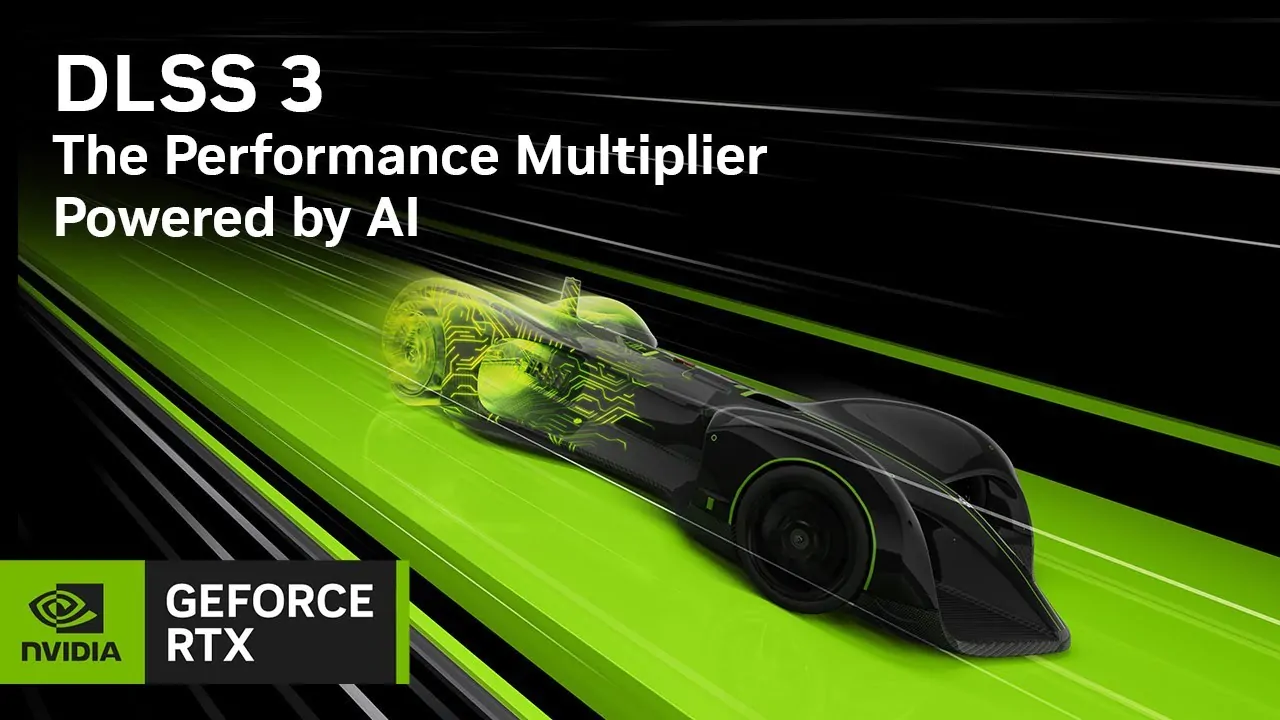 DLSS 3
The Performance Multiplier
Powered by AI
NVIDIA
GEFORCE
RTX